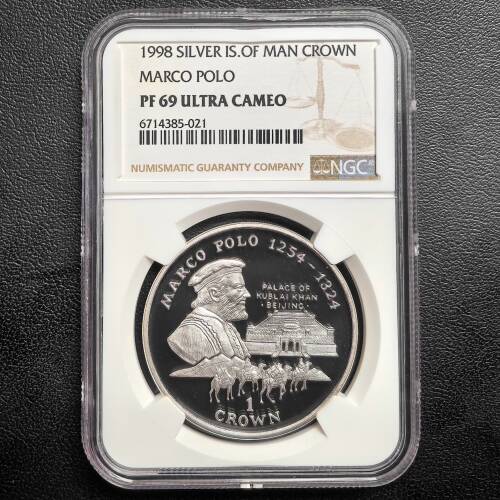 1998 SILVER IS.OF MAN CROWN
MARCO POLO
PF 69 ULTRA CAMEO
6714385-021
NUMISMATIC GUARANTY COMPANY
NGC
MARCO POLO 1254-1324
PALACE OF
KUBLAI KHAN
·BEIJING·
1
CROWN